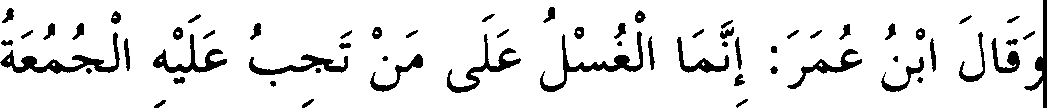 وَقَالَ ابْنُ عُمَرَ: إِنَّمَا الْغُسْلُ عَلَى مَنْ تَجِبُ عَلَيْهِ الْجُمُعَةُ